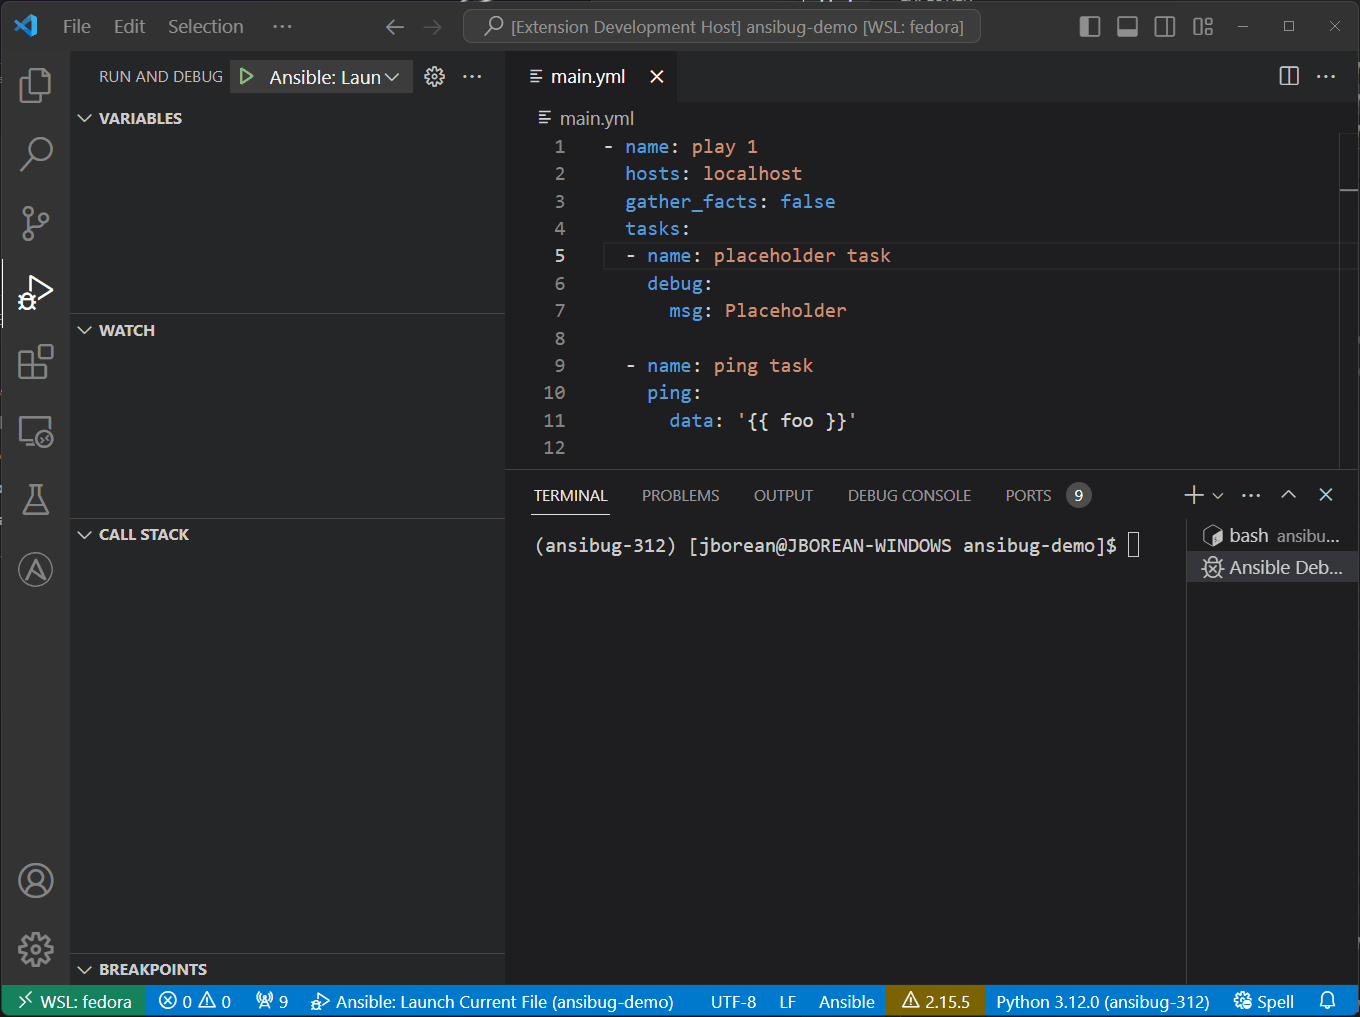 File Edit Selection ··· [Extension Development Host] ansibug-demo [WSL: fedora]
RUN AND DEBUG Ansible: Laun
VARIABLES
WATCH
CALL STACK
BREAKPOINTS
main.yml
main.yml
1 - name: play 1
2 hosts: localhost
3 gather_facts: false
4 tasks:
5 - name: placeholder task
6 debug:
7 msg: Placeholder
8
9 - name: ping task
10 ping:
11 data: '{{ foo }}'
12
TERMINAL PROBLEMS OUTPUT DEBUG CONSOLE PORTS 9
(ansibug-312) [jborean@JBOREAN-WINDOWS ansibug-demo]$
bash ansibu...
Ansible Deb...
WSL: fedora 0 0 9 Ansible: Launch Current File (ansibug-demo) UTF-8 LF Ansible 2.15.5 Python 3.12.0 (ansibug-312) Spell